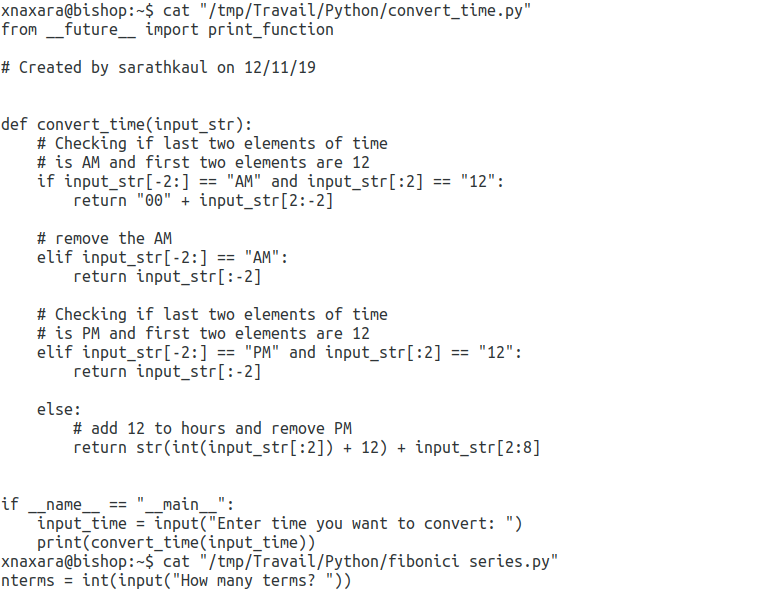 xnaxara@bishop:~$ cat "/tmp/Travail/Python/convert_time.py"
from __future__ import print_function

# Created by sarathkaul on 12/11/19


def convert_time(input_str):
    # Checking if last two elements of time
    # is AM and first two elements are 12
    if input_str[-2:] == "AM" and input_str[:2] == "12":
        return "00" + input_str[2:-2]

    # remove the AM
    elif input_str[-2:] == "AM":
        return input_str[:-2]

    # Checking if last two elements of time
    # is PM and first two elements are 12
    elif input_str[-2:] == "PM" and input_str[:2] == "12":
        return input_str[:-2]

    else:
        # add 12 to hours and remove PM
        return str(int(input_str[:2]) + 12) + input_str[2:8]


if __name__ == "__main__":
    input_time = input("Enter time you want to convert: ")
    print(convert_time(input_time))
xnaxara@bishop:~$ cat "/tmp/Travail/Python/fibonici series.py"
nterms = int(input("How many terms? "))